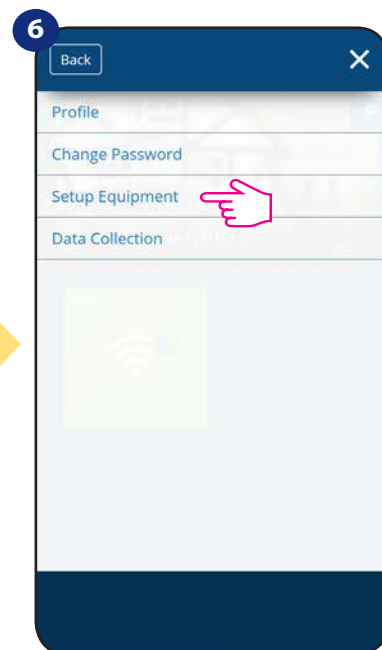 6
Back
Profile
Change Password
Setup Equipment
Data Collection